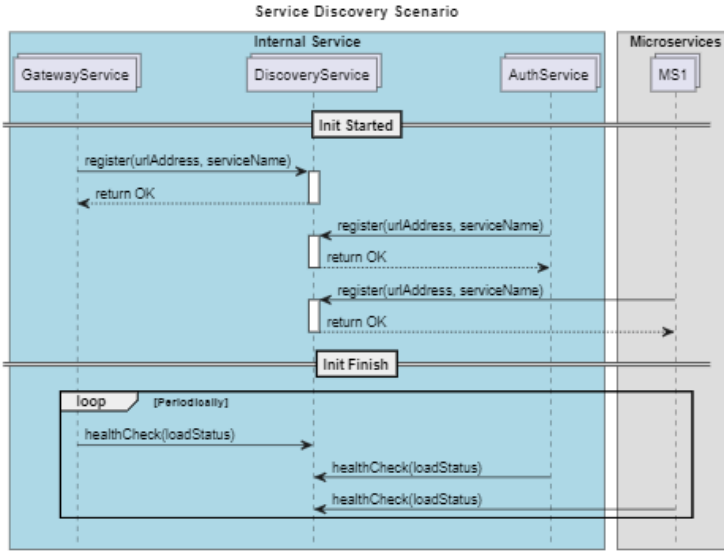 Service Discovery Scenario
Internal Service
Microservices
GatewayService
DiscoveryService
AuthService
MS1
Init Started
register(urlAddress, serviceName)
return OK
register(urlAddress, serviceName)
return OK
register(urlAddress, serviceName)
return OK
Init Finish
loop
[Periodically]
healthCheck(loadStatus)
healthCheck(loadStatus)
healthCheck(loadStatus)